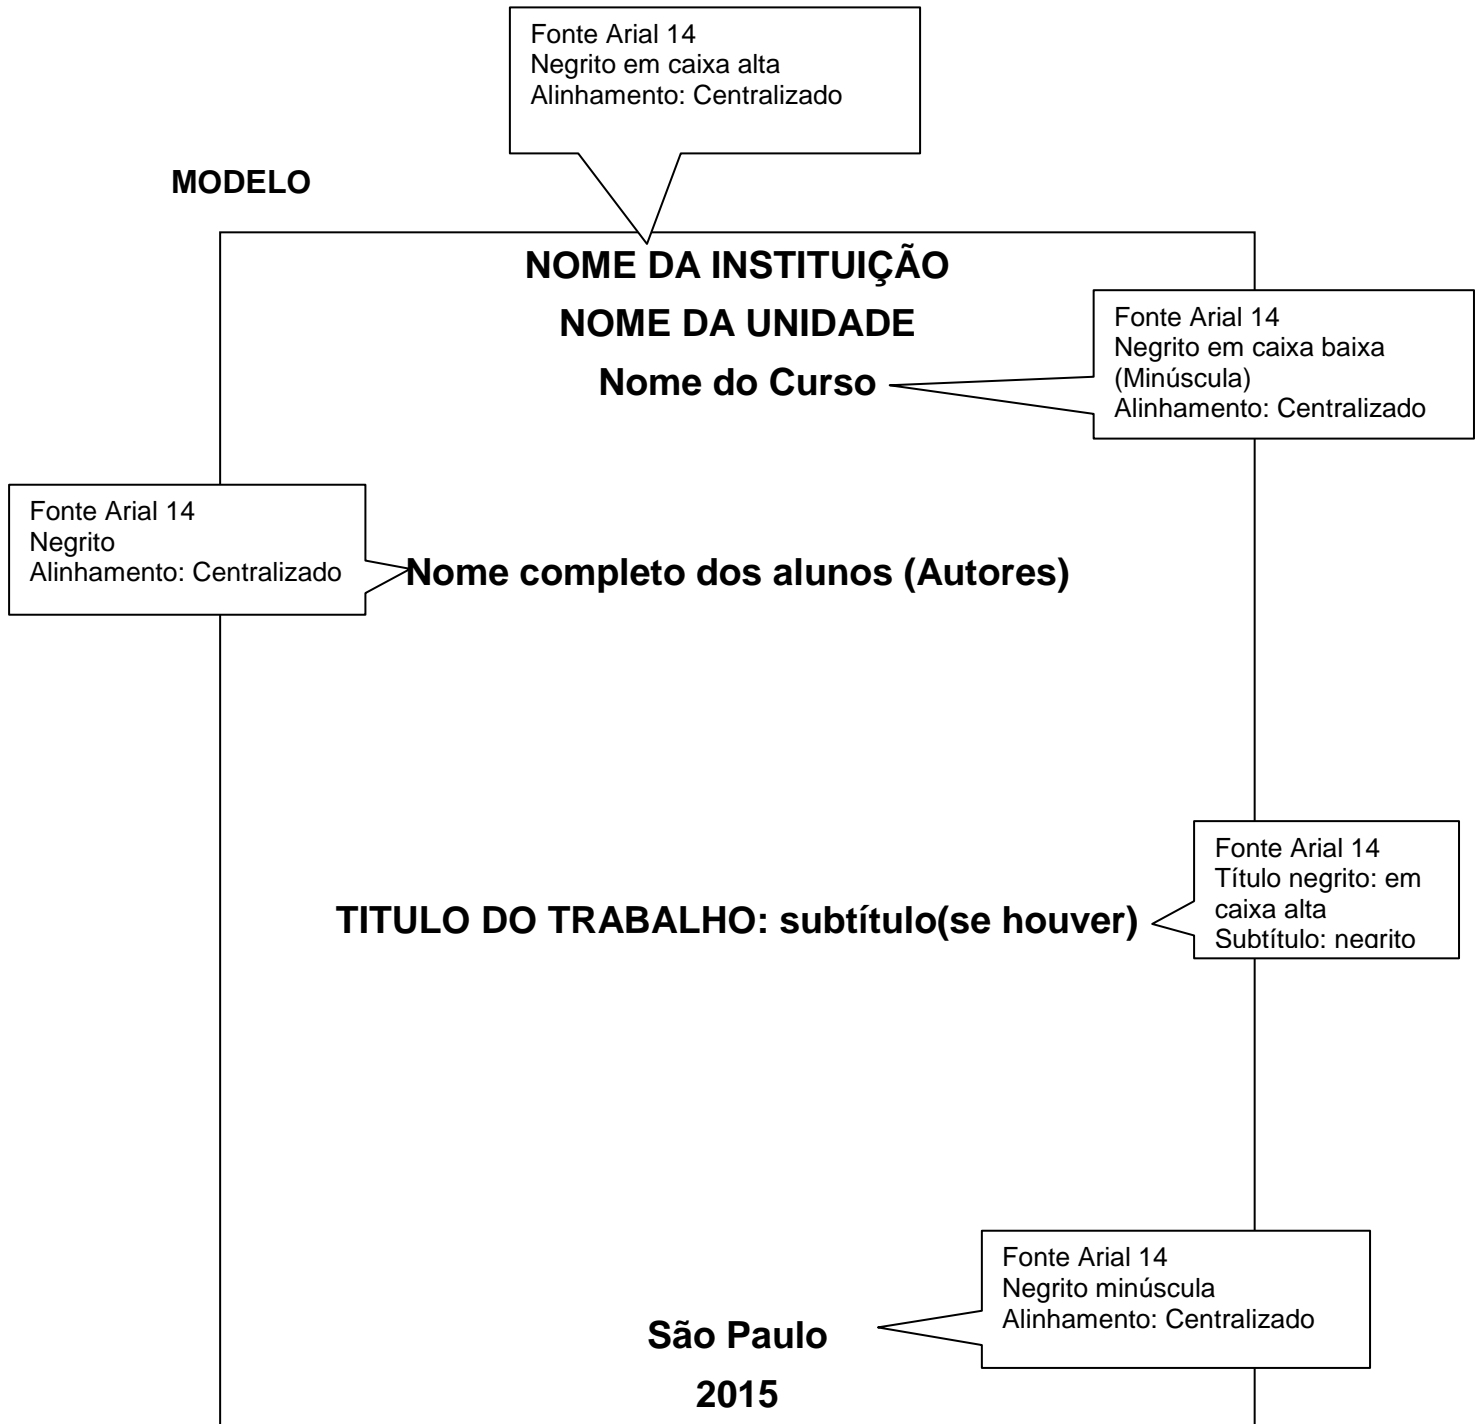 Fonte Arial 14
Negrito em caixa alta
Alinhamento: Centralizado
MODELO
NOME DA INSTITUIÇÃO
NOME DA UNIDADE
Nome do Curso
Fonte Arial 14
Negrito em caixa baixa
(Minúscula)
Alinhamento: Centralizado
Fonte Arial 14
Negrito
Alinhamento: Centralizado
Nome completo dos alunos (Autores)
TITULO DO TRABALHO: subtítulo(se houver)
Fonte Arial 14
Título negrito: em
caixa alta
Subtítulo: negrito
Fonte Arial 14
Negrito minúscula
Alinhamento: Centralizado
São Paulo
2015